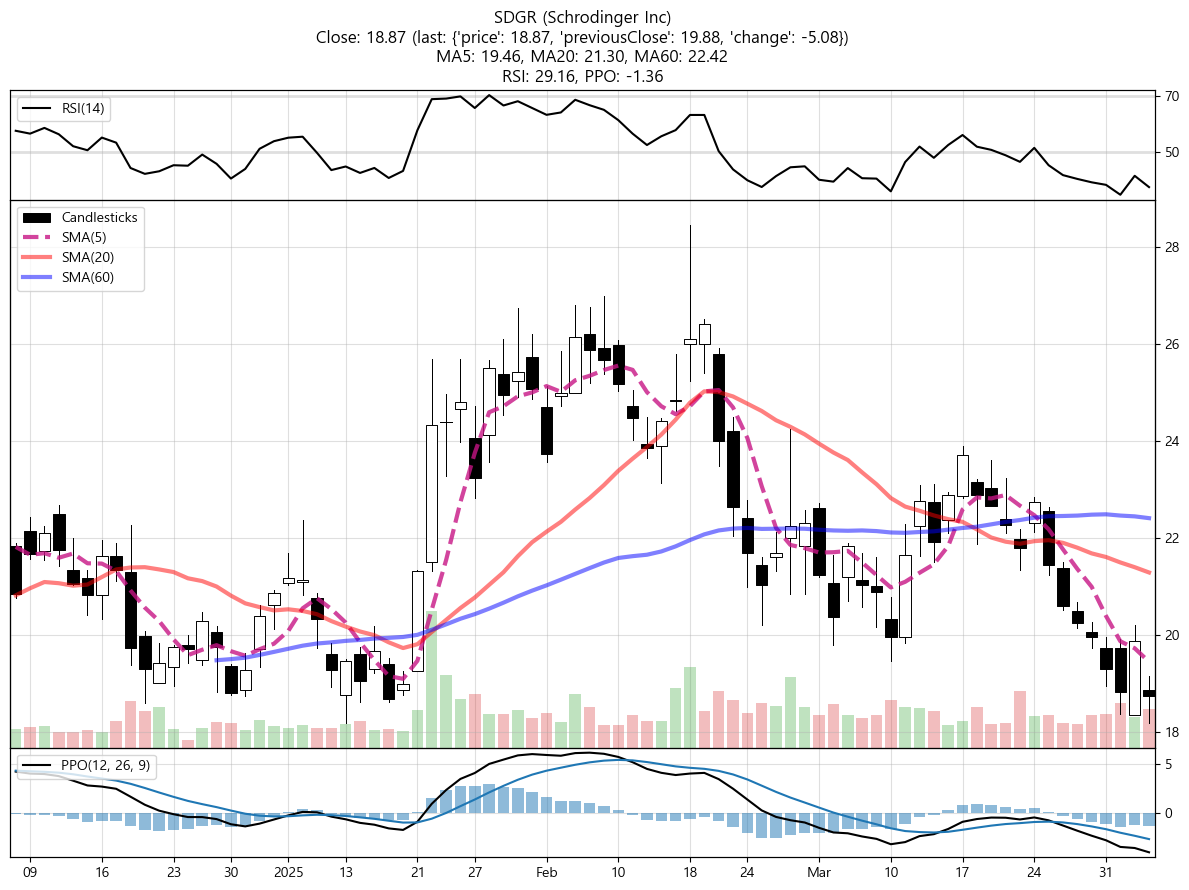 SDGR (Schrodinger Inc)
Close: 18.87 (last: {'price': 18.87, 'previousClose': 19.88, 'change': -5.08})
MA5: 19.46, MA20: 21.30, MA60: 22.42
RSI: 29.16, PPO: -1.36
RSI(14)
70
50
Candlesticks
SMA(5)
SMA(20)
SMA(60)
28
26
24
22
20
18
PPO(12, 26, 9)
5
0
09 16 23 30 2025 13 21 27 Feb 10 18 24 Mar 10 17 24 31